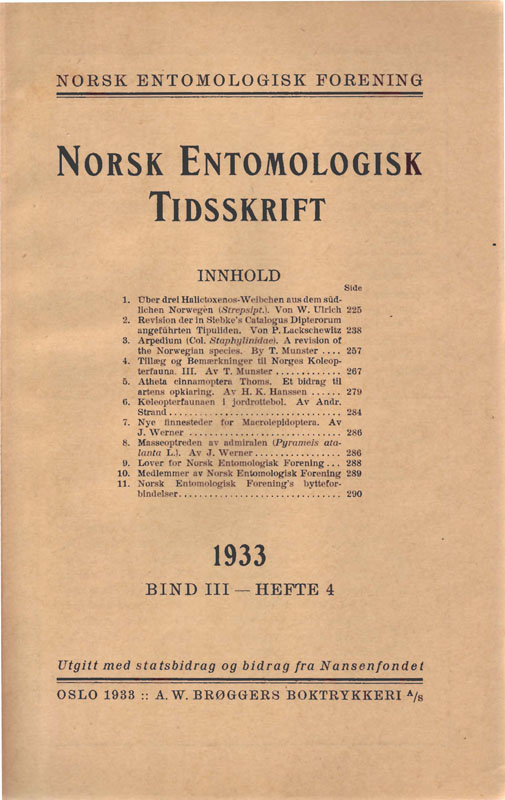 NORSK ENTOMOLOGISK FORENING
NORSK ENTOMOLOGISK
TIDSSKRIFT
INNHOLD
Side
1. Über drei Halictoxenos-Weibchen aus dem süd-
lichen Norwegen (Strepsipt.). Von W. Ulrich 225
2. Revision der in Siebke's Catalogus Dipterorum
angeführten Tipuliden. Von P. Lackschewitz 238
3. Arpedium (Col. Staphylinidae). A revision of
the Norwegian species. By T. Munster .... 257
4. Tillæg og Bemærkninger til Norges Koleop-
terfauna. III. Av T. Munster ............. 267
5. Atheta cinnamoptera Thoms. Et bidrag til
artens opklaring. Av H. K. Hanssen ...... 279
6. Koleopterfaunaen i jordrottebol. Av Andr.
Strand ................................. 284
7. Nye finnesteder for Macrolepidoptera. Av
J. Werner .............................. 286
8. Masseoptreden av admiralen (Pyrameis ata-
lanta L.). Av J. Werner ................. 286
9. Lover for Norsk Entomologisk Forening ... 288
10. Medlemmer av Norsk Entomologisk Forening 289
11. Norsk Entomologisk Forening's byttefor-
bindelser ................................ 290
1933
BIND III — HEFTE 4
Utgitt med statsbidrag og bidrag fra Nansenfondet
OSLO 1933 :: A. W. BRØGGERS BOKTRYKKERI A/s